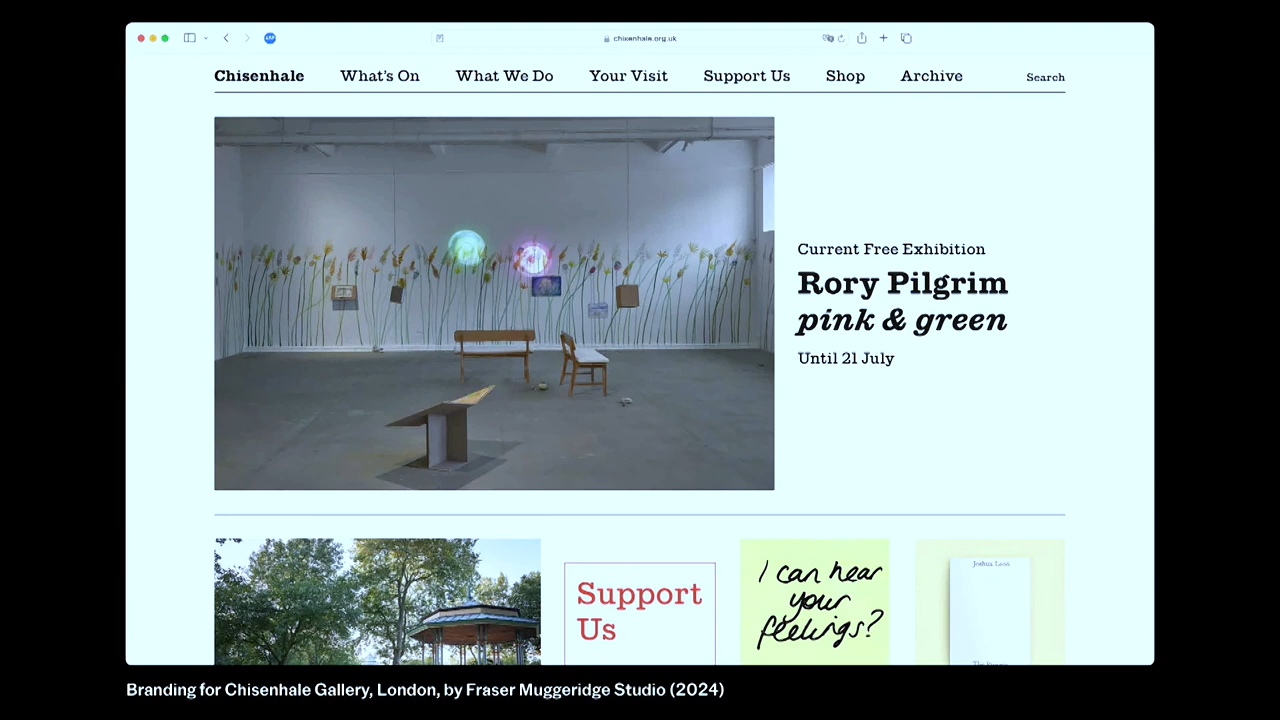 chisenhale.org.uk
Chisenhale What's On What We Do Your Visit Support Us Shop Archive Search
Current Free Exhibition
Rory Pilgrim
pink & green
Until 21 July
Support
Us
I can hear
your
feelings?
Joshua Leon
Branding for Chisenhale Gallery, London, by Fraser Muggeridge Studio (2024)